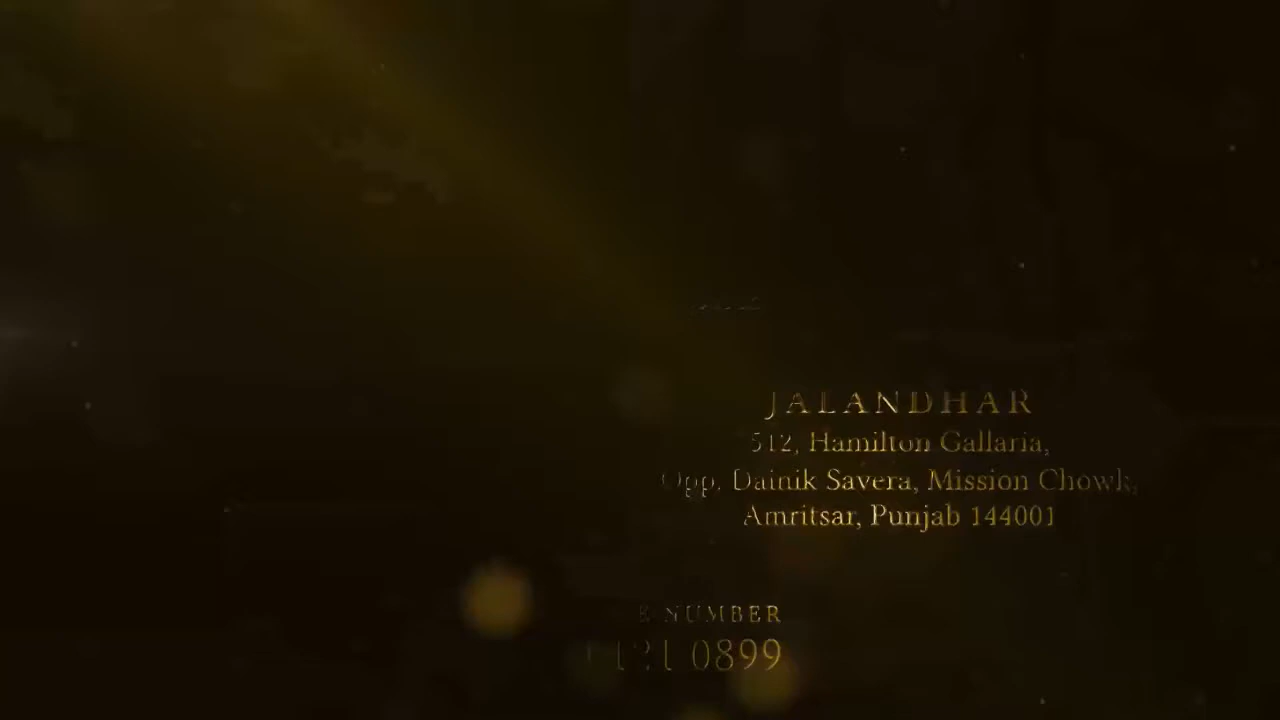 JALANDHAR
512, Hamilton Gallaria,
Opp. Dainik Savera, Mission Chowk,
Amritsar, Punjab 144001
NUMBER
0899